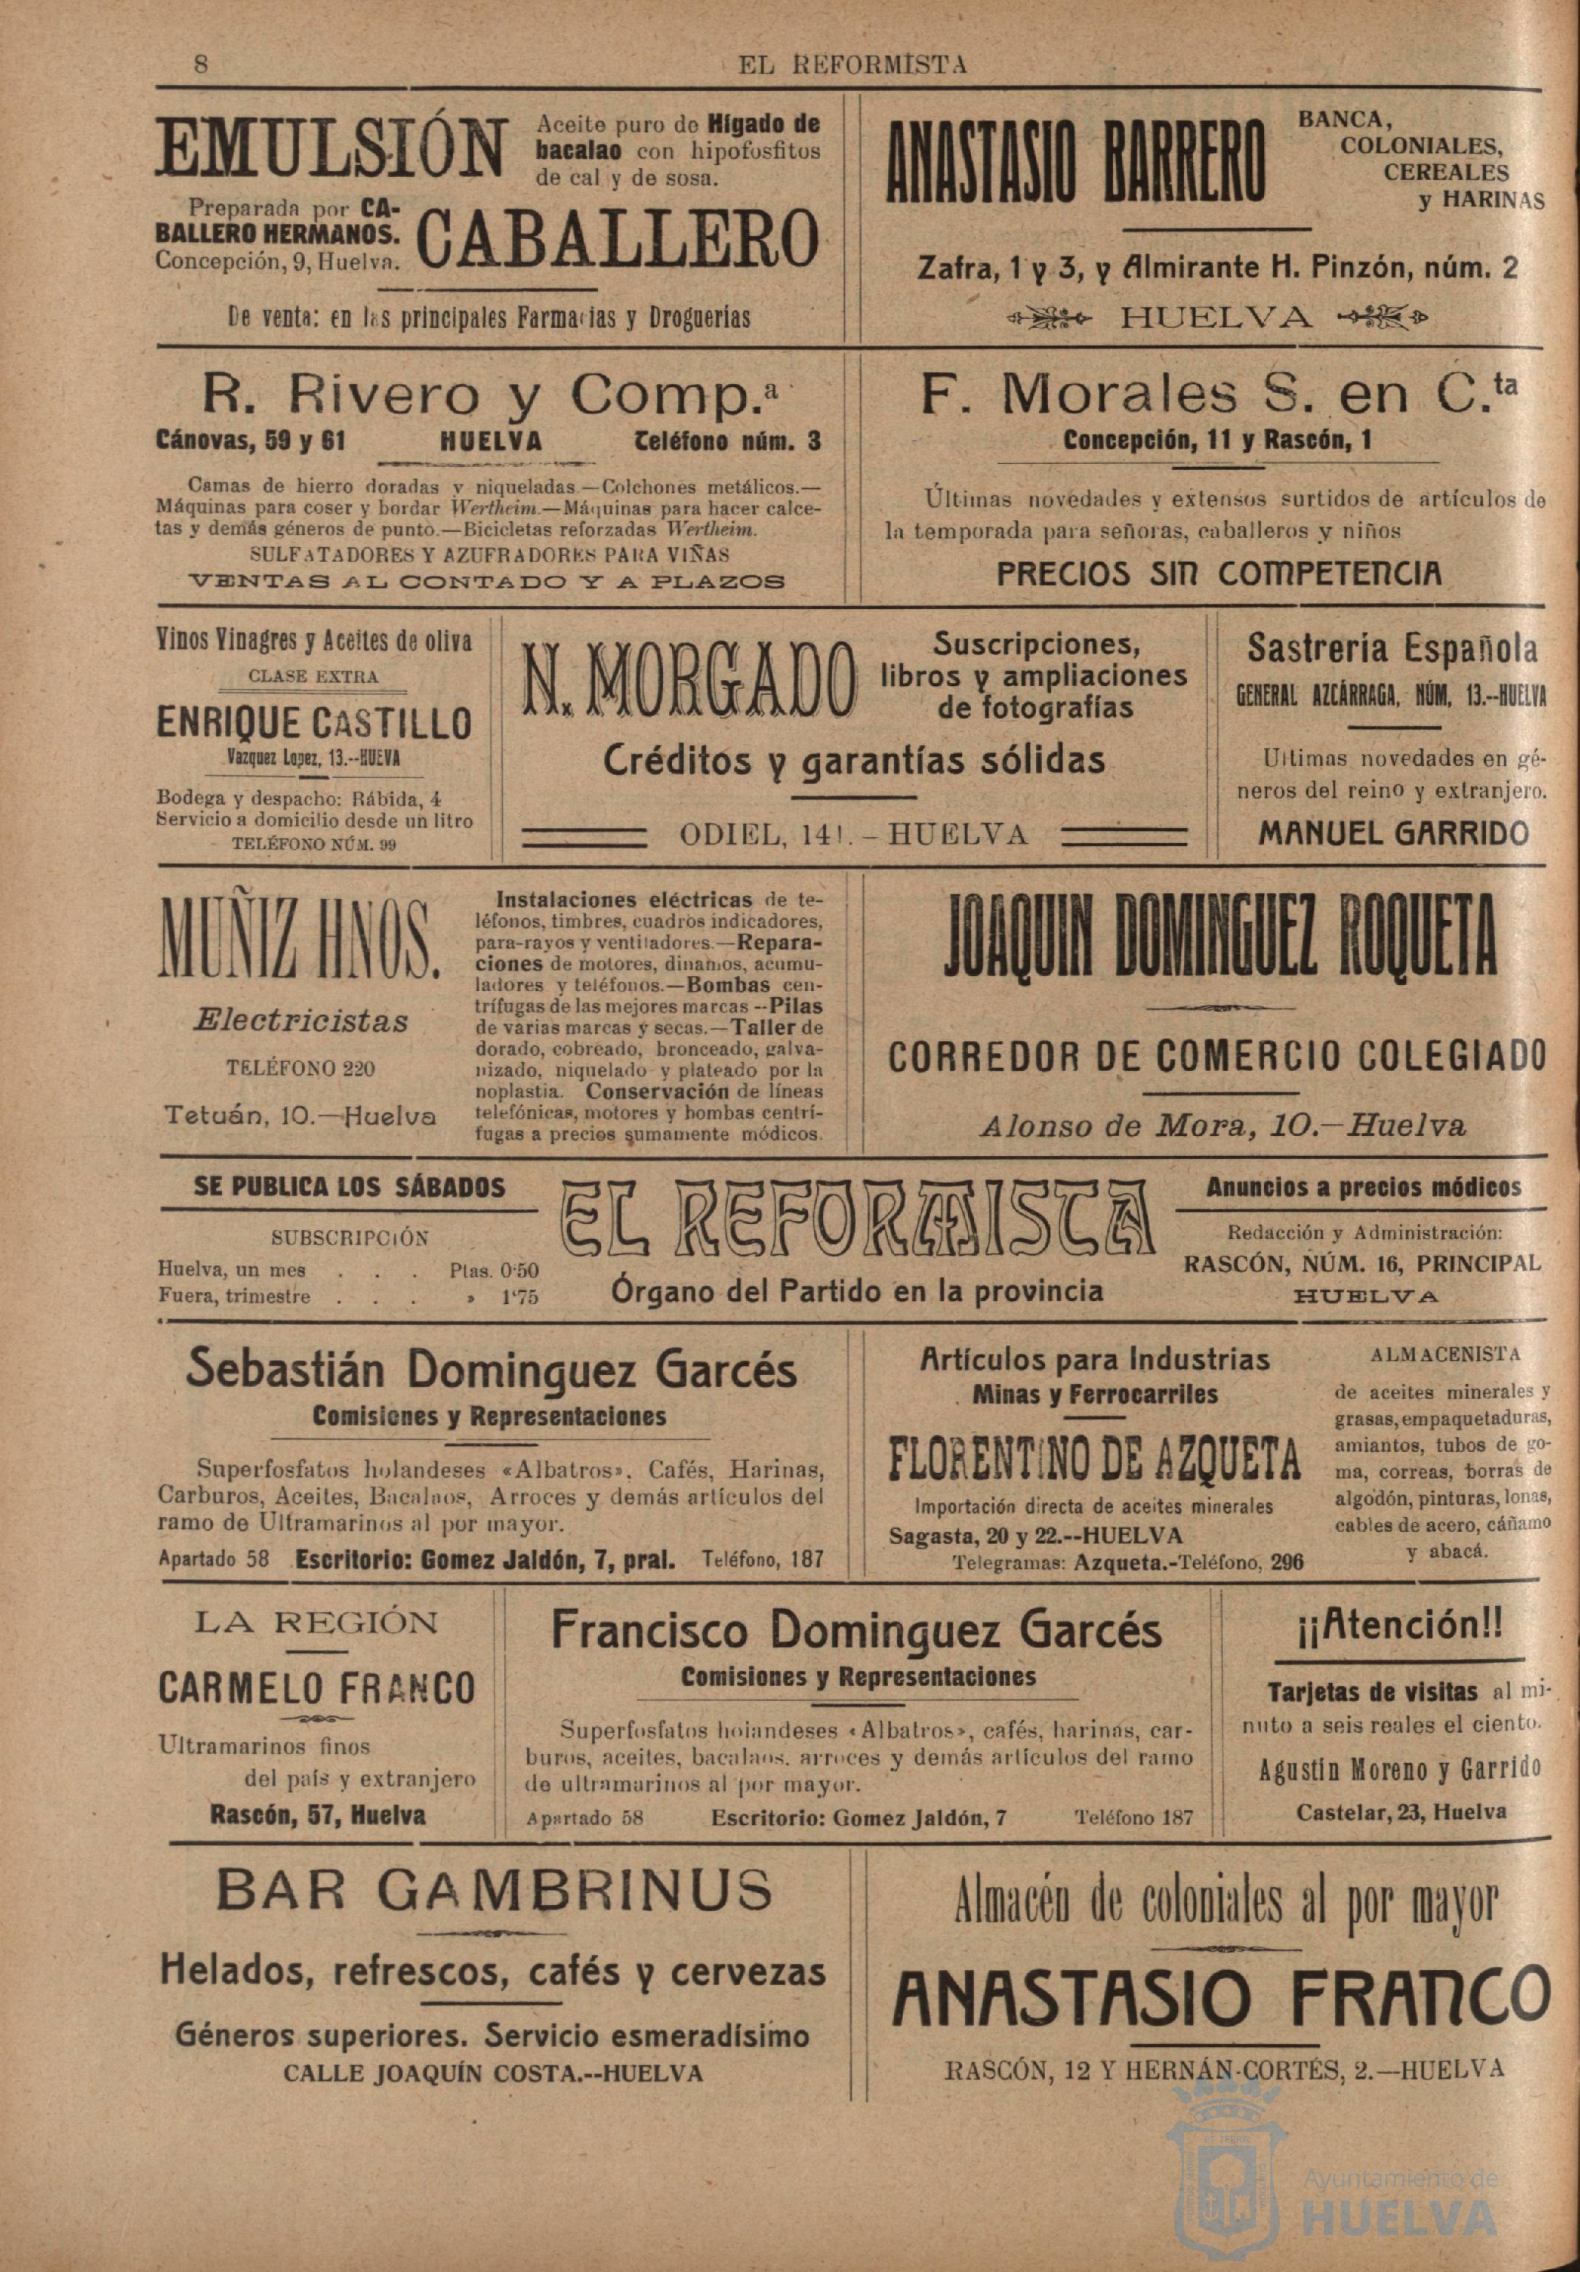 8
EL REFORMISTA
EMULSIÓN
Aceite puro de Hígado de
bacalao con hipofosfitos
de cal y de sosa.
Preparada por CA-
BALLERO HERMANOS.
Concepción, 9, Huelva.
CABALLERO
De venta: en las principales Farmacias y Droguerías
ANASTASIO BARRERO
BANCA,
COLONIALES,
CEREALES
y HARINAS
Zafra, 1 y 3, y Almirante H. Pinzón, núm. 2
HUELVA
R. Rivero y Comp.ª
Cánovas, 59 y 61 HUELVA Teléfono núm. 3
Camas de hierro doradas y niqueladas.—Colchones metálicos.—
Máquinas para coser y bordar Wertheim.—Máquinas para hacer calce-
tas y demás géneros de punto.—Bicicletas reforzadas Wertheim.
SULFATADORES Y AZUFRADORES PARA VIÑAS
VENTAS AL CONTADO Y A PLAZOS
F. Morales S. en C.ta
Concepción, 11 y Rascón, 1
Últimas novedades y extensos surtidos de artículos de
la temporada para señoras, caballeros y niños
PRECIOS SIN COMPETENCIA
Vinos Vinagres y Aceites de oliva
CLASE EXTRA
ENRIQUE CASTILLO
Vazquez Lopez, 13.--HUEVA
Bodega y despacho: Rábida, 4
Servicio a domicilio desde un litro
TELÉFONO NÚM. 99
N. MORGADO
Suscripciones,
libros y ampliaciones
de fotografías
Créditos y garantías sólidas
ODIEL, 141.–HUELVA
Sastrería Española
GENERAL AZCÁRRAGA, NÚM, 13.--HUELVA
Ultimas novedades en gé-
neros del reino y extranjero.
MANUEL GARRIDO
MUÑIZ HNOS.
Electricistas
TELÉFONO 220
Tetuán, 10.—Huelva
Instalaciones eléctricas de te-
léfonos, timbres, cuadros indicadores,
para-rayos y ventiladores.—Repara-
ciones de motores, dinamos, acumu-
ladores y teléfonos.—Bombas cen-
trífugas de las mejores marcas--Pilas
de varias marcas y secas.—Taller de
dorado, cobreado, bronceado, galva-
nizado, niquelado y plateado por la
noplastia. Conservación de líneas
telefónicas, motores y bombas centrí-
fugas a precios sumamente módicos.
JOAQUIN DOMINGUEZ ROQUETA
CORREDOR DE COMERCIO COLEGIADO
Alonso de Mora, 10.—Huelva
SE PUBLICA LOS SÁBADOS
SUBSCRIPCIÓN
Huelva, un mes . . . Ptas. 0'50
Fuera, trimestre . . . » 1'75
EL REFORMISTA
Órgano del Partido en la provincia
Anuncios a precios módicos
Redacción y Administración:
RASCÓN, NÚM. 16, PRINCIPAL
HUELVA
Sebastián Dominguez Garcés
Comisiones y Representaciones
Superfosfatos holandeses «Albatros». Cafés, Harinas,
Carburos, Aceites, Bacalaos, Arroces y demás artículos del
ramo de Ultramarinos al por mayor.
Apartado 58 Escritorio: Gomez Jaldón, 7, pral. Teléfono, 187
Artículos para Industrias
Minas y Ferrocarriles
FLORENTINO DE AZQUETA
Importación directa de aceites minerales
Sagasta, 20 y 22.--HUELVA
Telegramas: Azqueta.-Teléfono, 296
ALMACENISTA
de aceites minerales y
grasas, empaquetaduras,
amiantos, tubos de go-
ma, correas, borras de
algodón, pinturas, lonas,
cables de acero, cáñamo
y abacá.
LA REGIÓN
CARMELO FRANCO
Ultramarinos finos
del país y extranjero
Rascón, 57, Huelva
Francisco Dominguez Garcés
Comisiones y Representaciones
Superfosfatos holandeses «Albatros», cafés, harinas, car-
buros, aceites, bacalaos. arroces y demás artículos del ramo
de ultramarinos al por mayor.
Apartado 58 Escritorio: Gomez Jaldón, 7 Teléfono 187
¡¡Atención!!
Tarjetas de visitas al mi-
nuto a seis reales el ciento.
Agustin Moreno y Garrido
Castelar, 23, Huelva
BAR GAMBRINUS
Helados, refrescos, cafés y cervezas
Géneros superiores. Servicio esmeradísimo
CALLE JOAQUÍN COSTA.--HUELVA
Almacén de coloniales al por mayor
ANASTASIO FRANCO
RASCÓN, 12 Y HERNÁN-CORTÉS, 2.—HUELVA
Ayuntamiento de
HUELVA